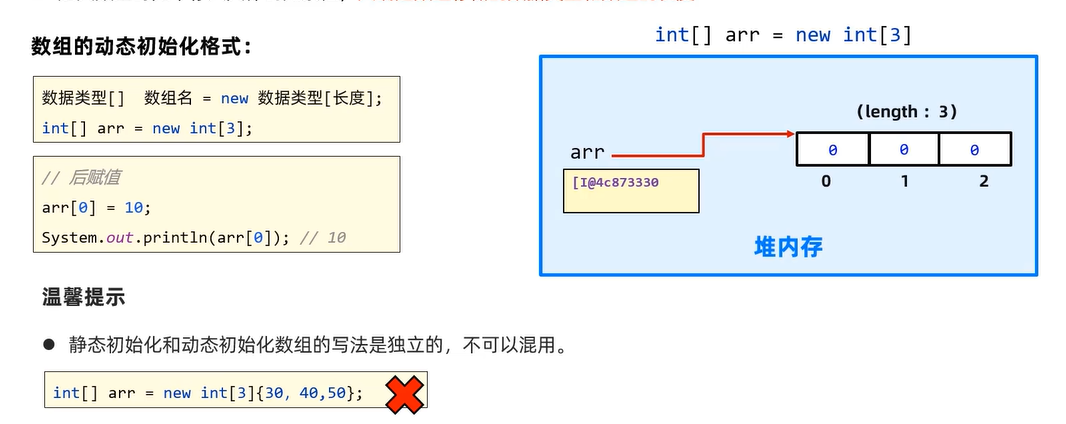 数组的动态初始化格式：
数据类型[] 数组名 = new 数据类型[长度];
int[] arr = new int[3];
// 后赋值
arr[0] = 10;
System.out.println(arr[0]); // 10
温馨提示
● 静态初始化和动态初始化数组的写法是独立的，不可以混用。
int[] arr = new int[3]{30, 40,50};
int[] arr = new int[3]
(length : 3)
arr
0 0 0
[I@4c873330
0 1 2
堆内存